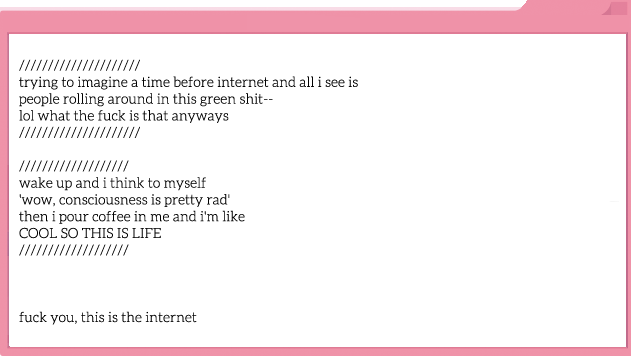 /////////////////////
trying to imagine a time before internet and all i see is
people rolling around in this green shit--
lol what the fuck is that anyways
/////////////////////
///////////////////
wake up and i think to myself
'wow, consciousness is pretty rad'
then i pour coffee in me and i'm like
COOL SO THIS IS LIFE
///////////////////
fuck you, this is the internet